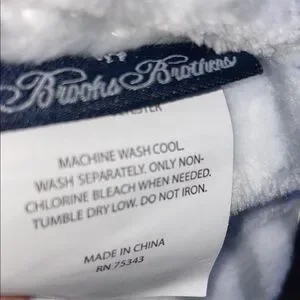 Brooks Brothers
MACHINE WASH COOL.
WASH SEPARATELY. ONLY NON-
CHLORINE BLEACH WHEN NEEDED.
TUMBLE DRY LOW. DO NOT IRON.
MADE IN CHINA
RN 75343